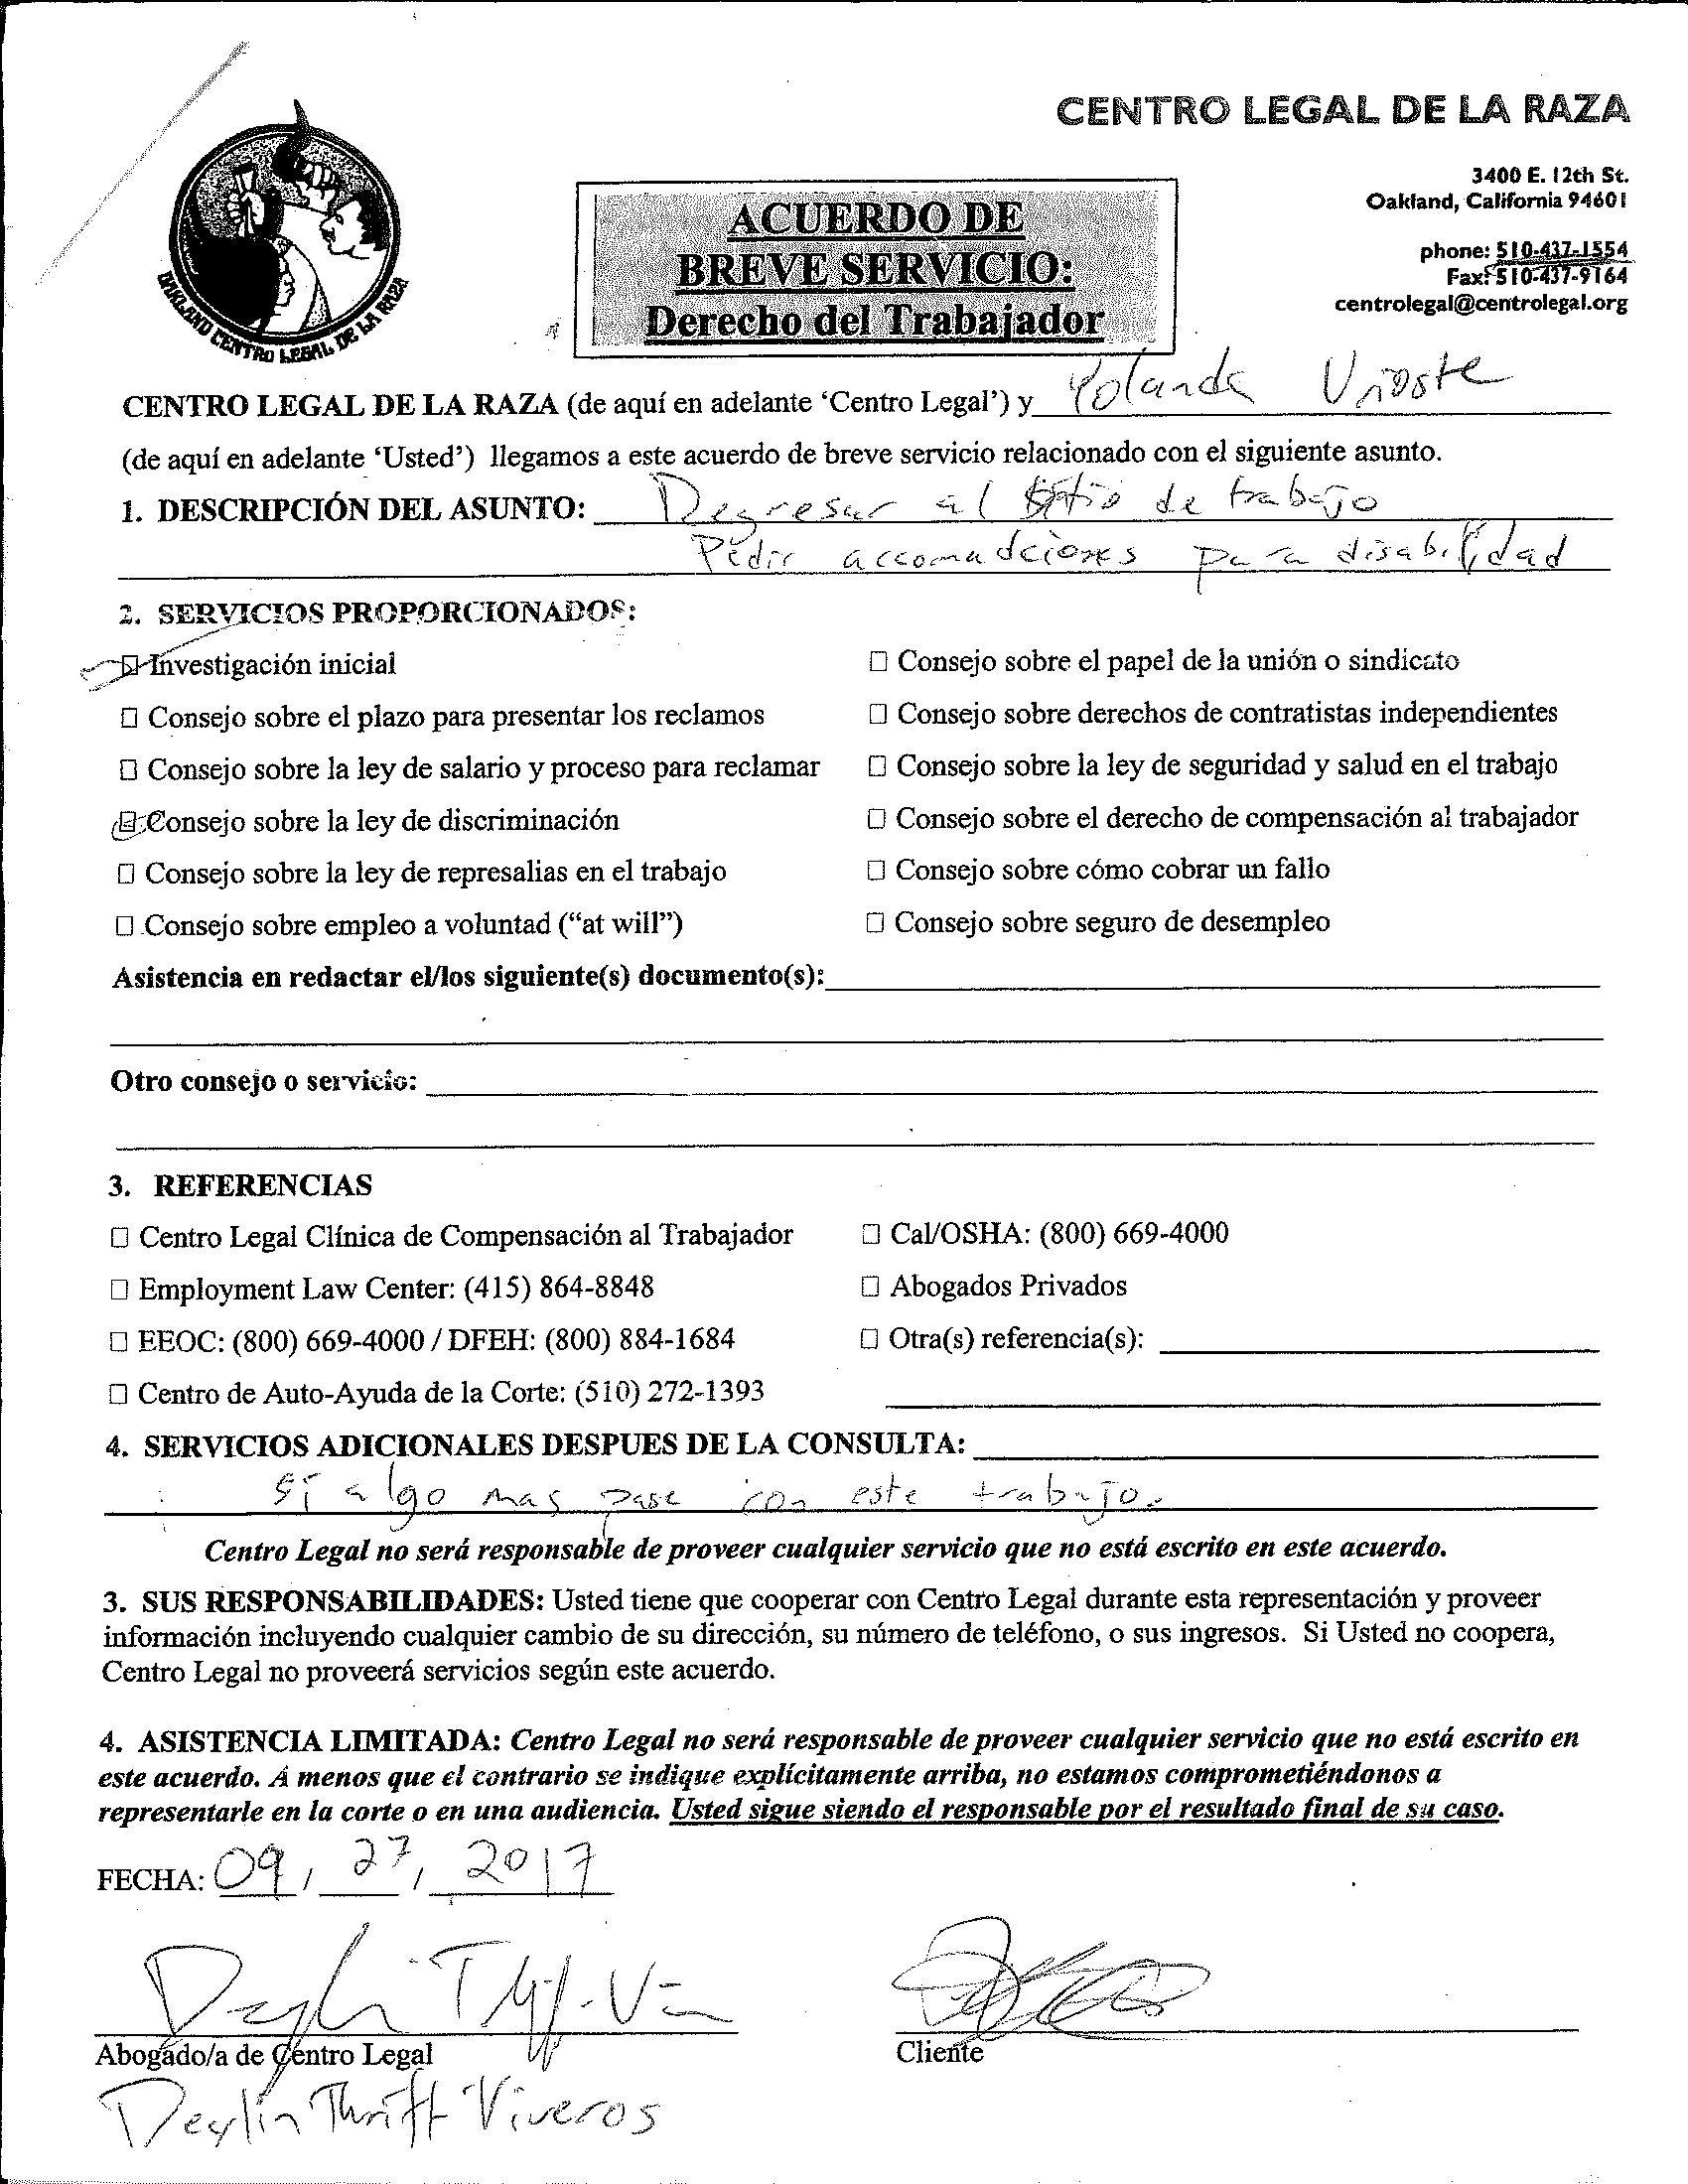 CENTRO LEGAL DE LA RAZA
3400 E. 12th St.
Oakland, California 94601
phone: 510-437-1554
Fax: 510-437-9164
centrolegal@centrolegal.org
OAKLAND CENTRO LEGAL DE LA RAZA
ACUERDO DE
BREVE SERVICIO:
Derecho del Trabajador
CENTRO LEGAL DE LA RAZA (de aquí en adelante ‘Centro Legal’) y Yolanda Urioste
(de aquí en adelante ‘Usted’) llegamos a este acuerdo de breve servicio relacionado con el siguiente asunto.
1. DESCRIPCIÓN DEL ASUNTO: Regresar al sitio de trabajo
Pedir accomadciones para disabilidad
2. SERVICIOS PROPORCIONADOS:
Investigación inicial
☐ Consejo sobre el papel de la unión o sindicato
☐ Consejo sobre el plazo para presentar los reclamos
☐ Consejo sobre derechos de contratistas independientes
☐ Consejo sobre la ley de salario y proceso para reclamar
☐ Consejo sobre la ley de seguridad y salud en el trabajo
Consejo sobre la ley de discriminación
☐ Consejo sobre el derecho de compensación al trabajador
☐ Consejo sobre la ley de represalias en el trabajo
☐ Consejo sobre cómo cobrar un fallo
☐ Consejo sobre empleo a voluntad (“at will”)
☐ Consejo sobre seguro de desempleo
Asistencia en redactar el/los siguiente(s) documento(s):
Otro consejo o servicio:
3. REFERENCIAS
☐ Centro Legal Clínica de Compensación al Trabajador
☐ Cal/OSHA: (800) 669-4000
☐ Employment Law Center: (415) 864-8848
☐ Abogados Privados
☐ EEOC: (800) 669-4000 / DFEH: (800) 884-1684
☐ Otra(s) referencia(s):
☐ Centro de Auto-Ayuda de la Corte: (510) 272-1393
4. SERVICIOS ADICIONALES DESPUES DE LA CONSULTA:
Si algo mas pase con este trabajo.
Centro Legal no será responsable de proveer cualquier servicio que no está escrito en este acuerdo.
3. SUS RESPONSABILIDADES: Usted tiene que cooperar con Centro Legal durante esta representación y proveer
información incluyendo cualquier cambio de su dirección, su número de teléfono, o sus ingresos. Si Usted no coopera,
Centro Legal no proveerá servicios según este acuerdo.
4. ASISTENCIA LIMITADA: Centro Legal no será responsable de proveer cualquier servicio que no está escrito en
este acuerdo. A menos que el contrario se indique explícitamente arriba, no estamos comprometiéndonos a
representarle en la corte o en una audiencia. Usted sigue siendo el responsable por el resultado final de su caso.
FECHA: 09, 27, 2017
Abogado/a de Centro Legal
Cliente
Deylin Thrift Viveros